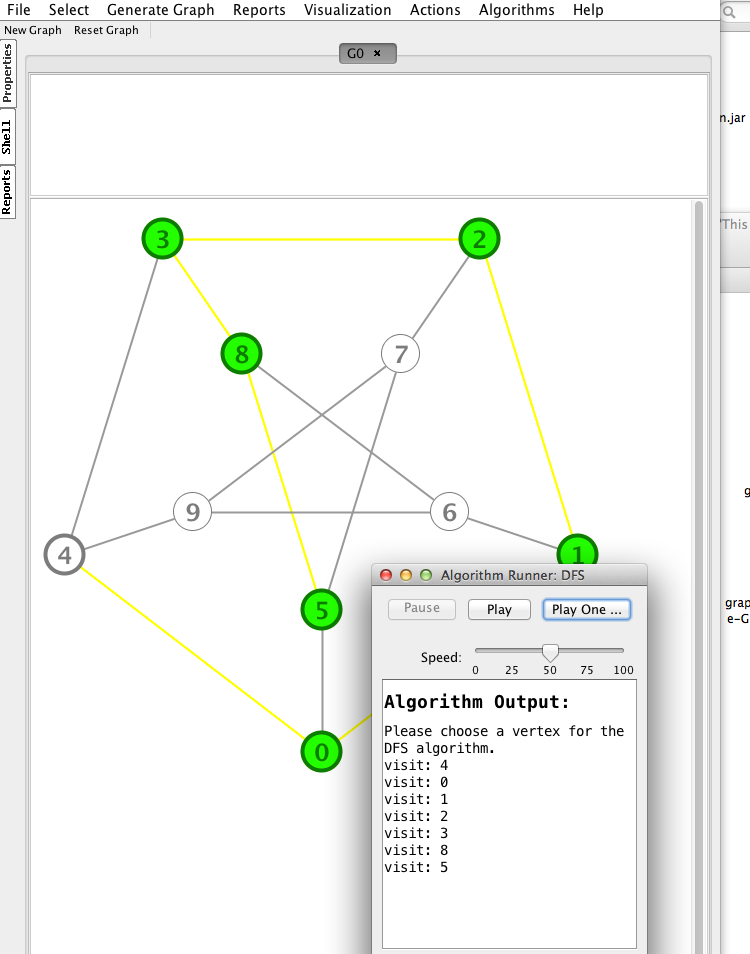 File Select Generate Graph Reports Visualization Actions Algorithms Help
New Graph Reset Graph
G0 ×
Properties
Shell
Reports
n.jar
'This
3 2
8 7
9 6
4 1
5
0
g
grap
e-G
Algorithm Runner: DFS
Pause Play Play One ...
Speed:
0 25 50 75 100
Algorithm Output:
Please choose a vertex for the
DFS algorithm.
visit: 4
visit: 0
visit: 1
visit: 2
visit: 3
visit: 8
visit: 5